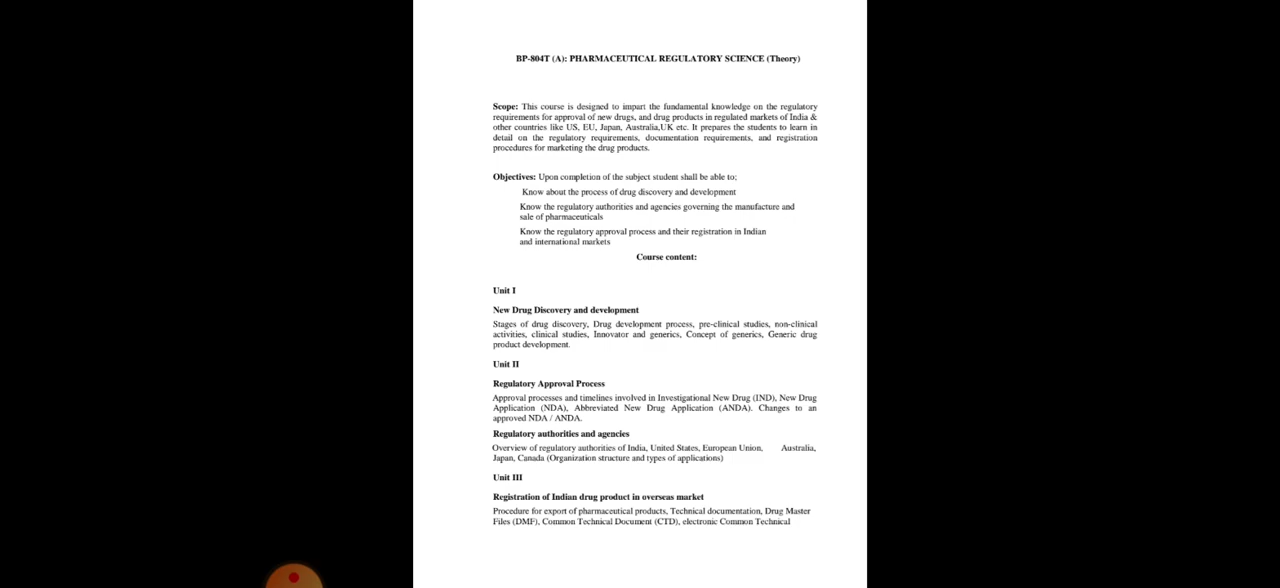 BP-804T (A): PHARMACEUTICAL REGULATORY SCIENCE (Theory)
Scope: This course is designed to impart the fundamental knowledge on the regulatory
requirements for approval of new drugs, and drug products in regulated markets of India &
other countries like US, EU, Japan, Australia,UK etc. It prepares the students to learn in
detail on the regulatory requirements, documentation requirements, and registration
procedures for marketing the drug products.
Objectives: Upon completion of the subject student shall be able to;
Know about the process of drug discovery and development
Know the regulatory authorities and agencies governing the manufacture and
sale of pharmaceuticals
Know the regulatory approval process and their registration in Indian
and international markets
Course content:
Unit I
New Drug Discovery and development
Stages of drug discovery, Drug development process, pre-clinical studies, non-clinical
activities, clinical studies, Innovator and generics, Concept of generics, Generic drug
product development.
Unit II
Regulatory Approval Process
Approval processes and timelines involved in Investigational New Drug (IND), New Drug
Application (NDA), Abbreviated New Drug Application (ANDA). Changes to an
approved NDA / ANDA.
Regulatory authorities and agencies
Overview of regulatory authorities of India, United States, European Union, Australia,
Japan, Canada (Organization structure and types of applications)
Unit III
Registration of Indian drug product in overseas market
Procedure for export of pharmaceutical products, Technical documentation, Drug Master
Files (DMF), Common Technical Document (CTD), electronic Common Technical